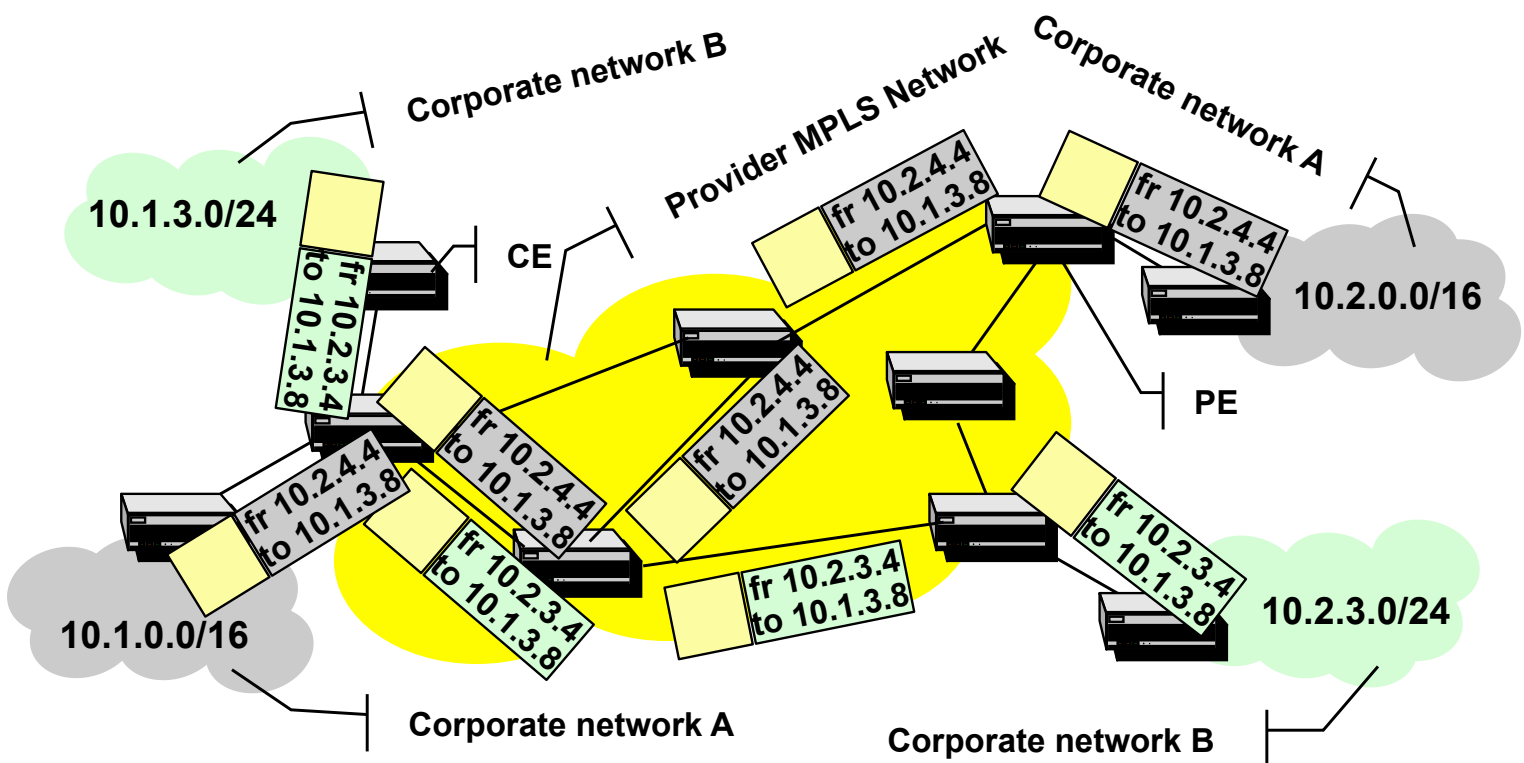 Corporate network B
Provider MPLS Network
Corporate network A
10.1.3.0/24
CE
fr 10.2.4.4
to 10.1.3.8
fr 10.2.4.4
to 10.1.3.8
10.2.0.0/16
fr 10.2.3.4
to 10.1.3.8
PE
fr 10.2.4.4
to 10.1.3.8
fr 10.2.4.4
to 10.1.3.8
fr 10.2.4.4
to 10.1.3.8
fr 10.2.3.4
to 10.1.3.8
fr 10.2.3.4
to 10.1.3.8
fr 10.2.3.4
to 10.1.3.8
10.1.0.0/16
10.2.3.0/24
Corporate network A
Corporate network B